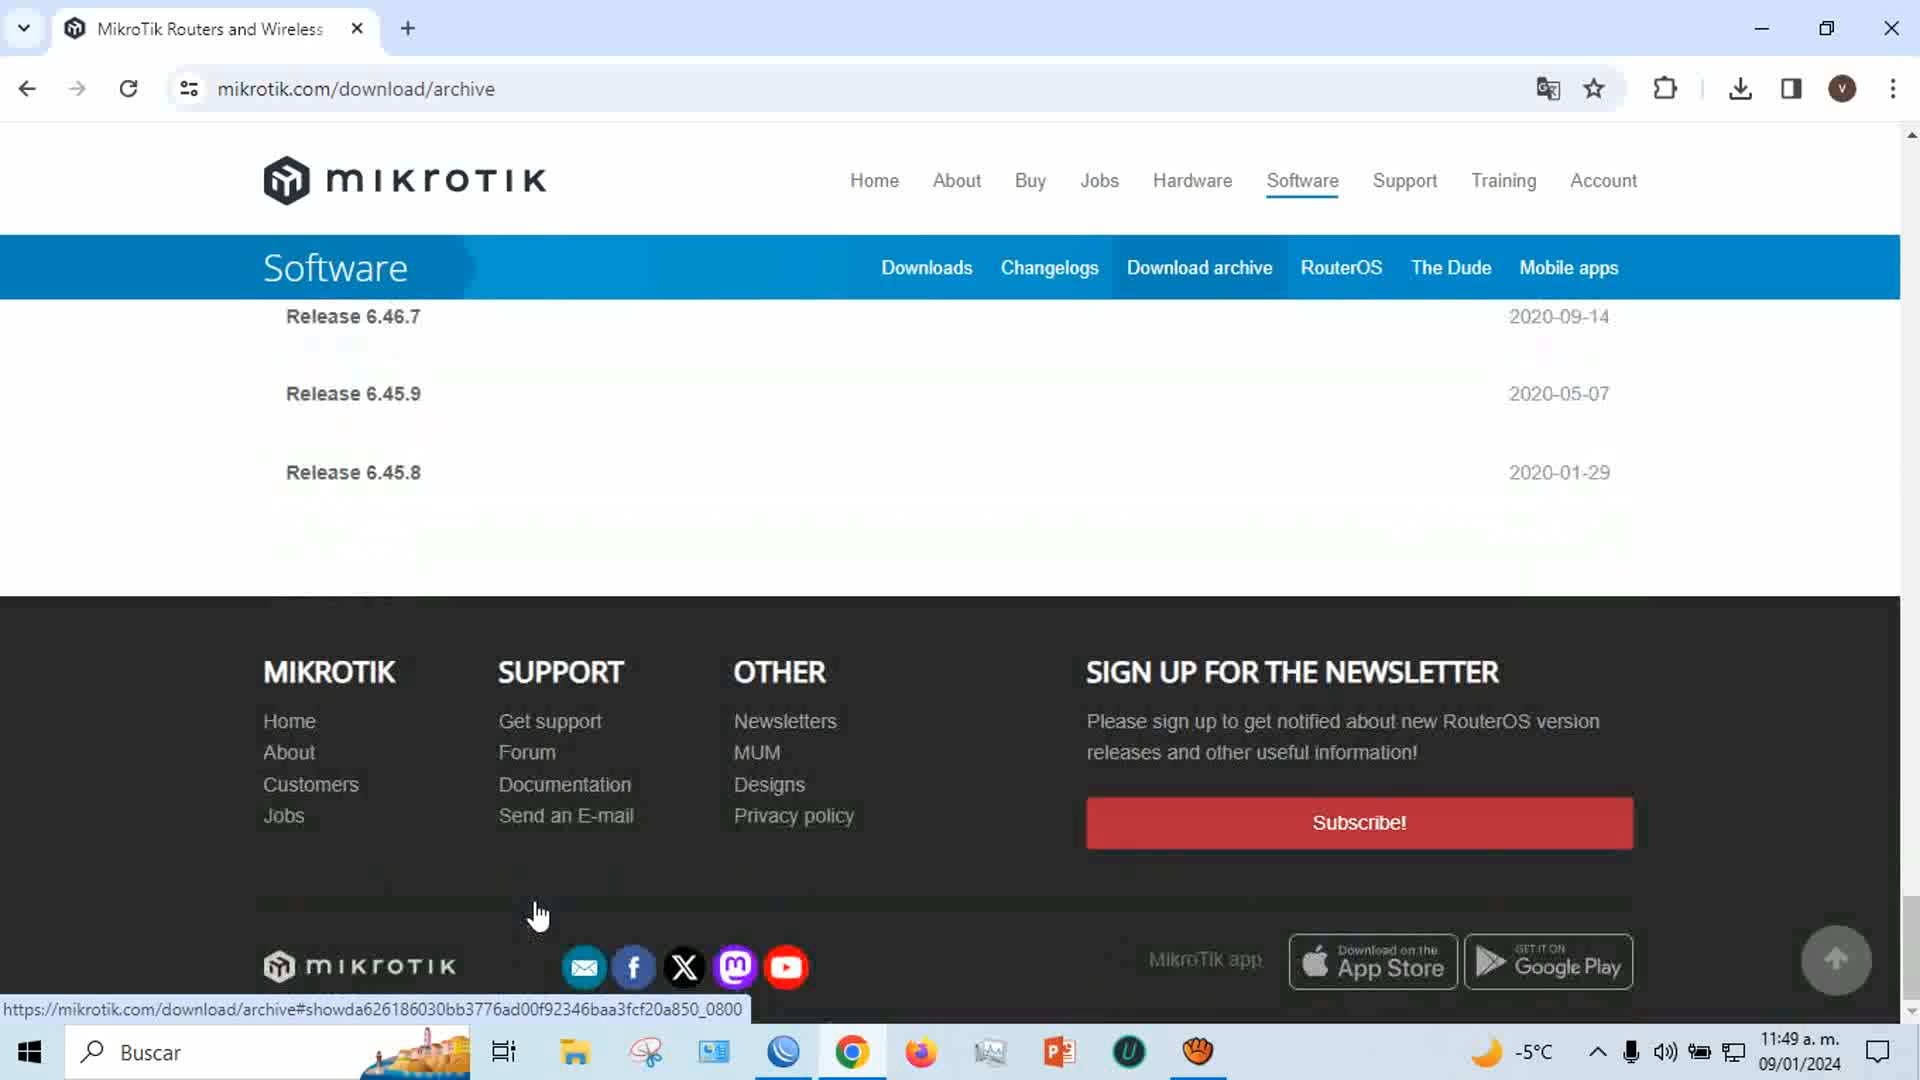 MikroTik Routers and Wireless
mikrotik.com/download/archive
V
mikrotik
Home About Buy Jobs Hardware Software Support Training Account
Software
Downloads Changelogs Download archive RouterOS The Dude Mobile apps
Release 6.46.7 2020-09-14
Release 6.45.9 2020-05-07
Release 6.45.8 2020-01-29
MIKROTIK SUPPORT OTHER SIGN UP FOR THE NEWSLETTER
Home Get support Newsletters Please sign up to get notified about new RouterOS version
About Forum MUM releases and other useful information!
Customers Documentation Designs
Jobs Send an E-mail Privacy policy
Subscribe!
mikrotik
MikroTik app
Download on the
App Store
GET IT ON
Google Play
https://mikrotik.com/download/archive#showda626186030bb3776ad00f92346baa3fcf20a850_0800
Buscar
-5°C
11:49 a. m.
09/01/2024